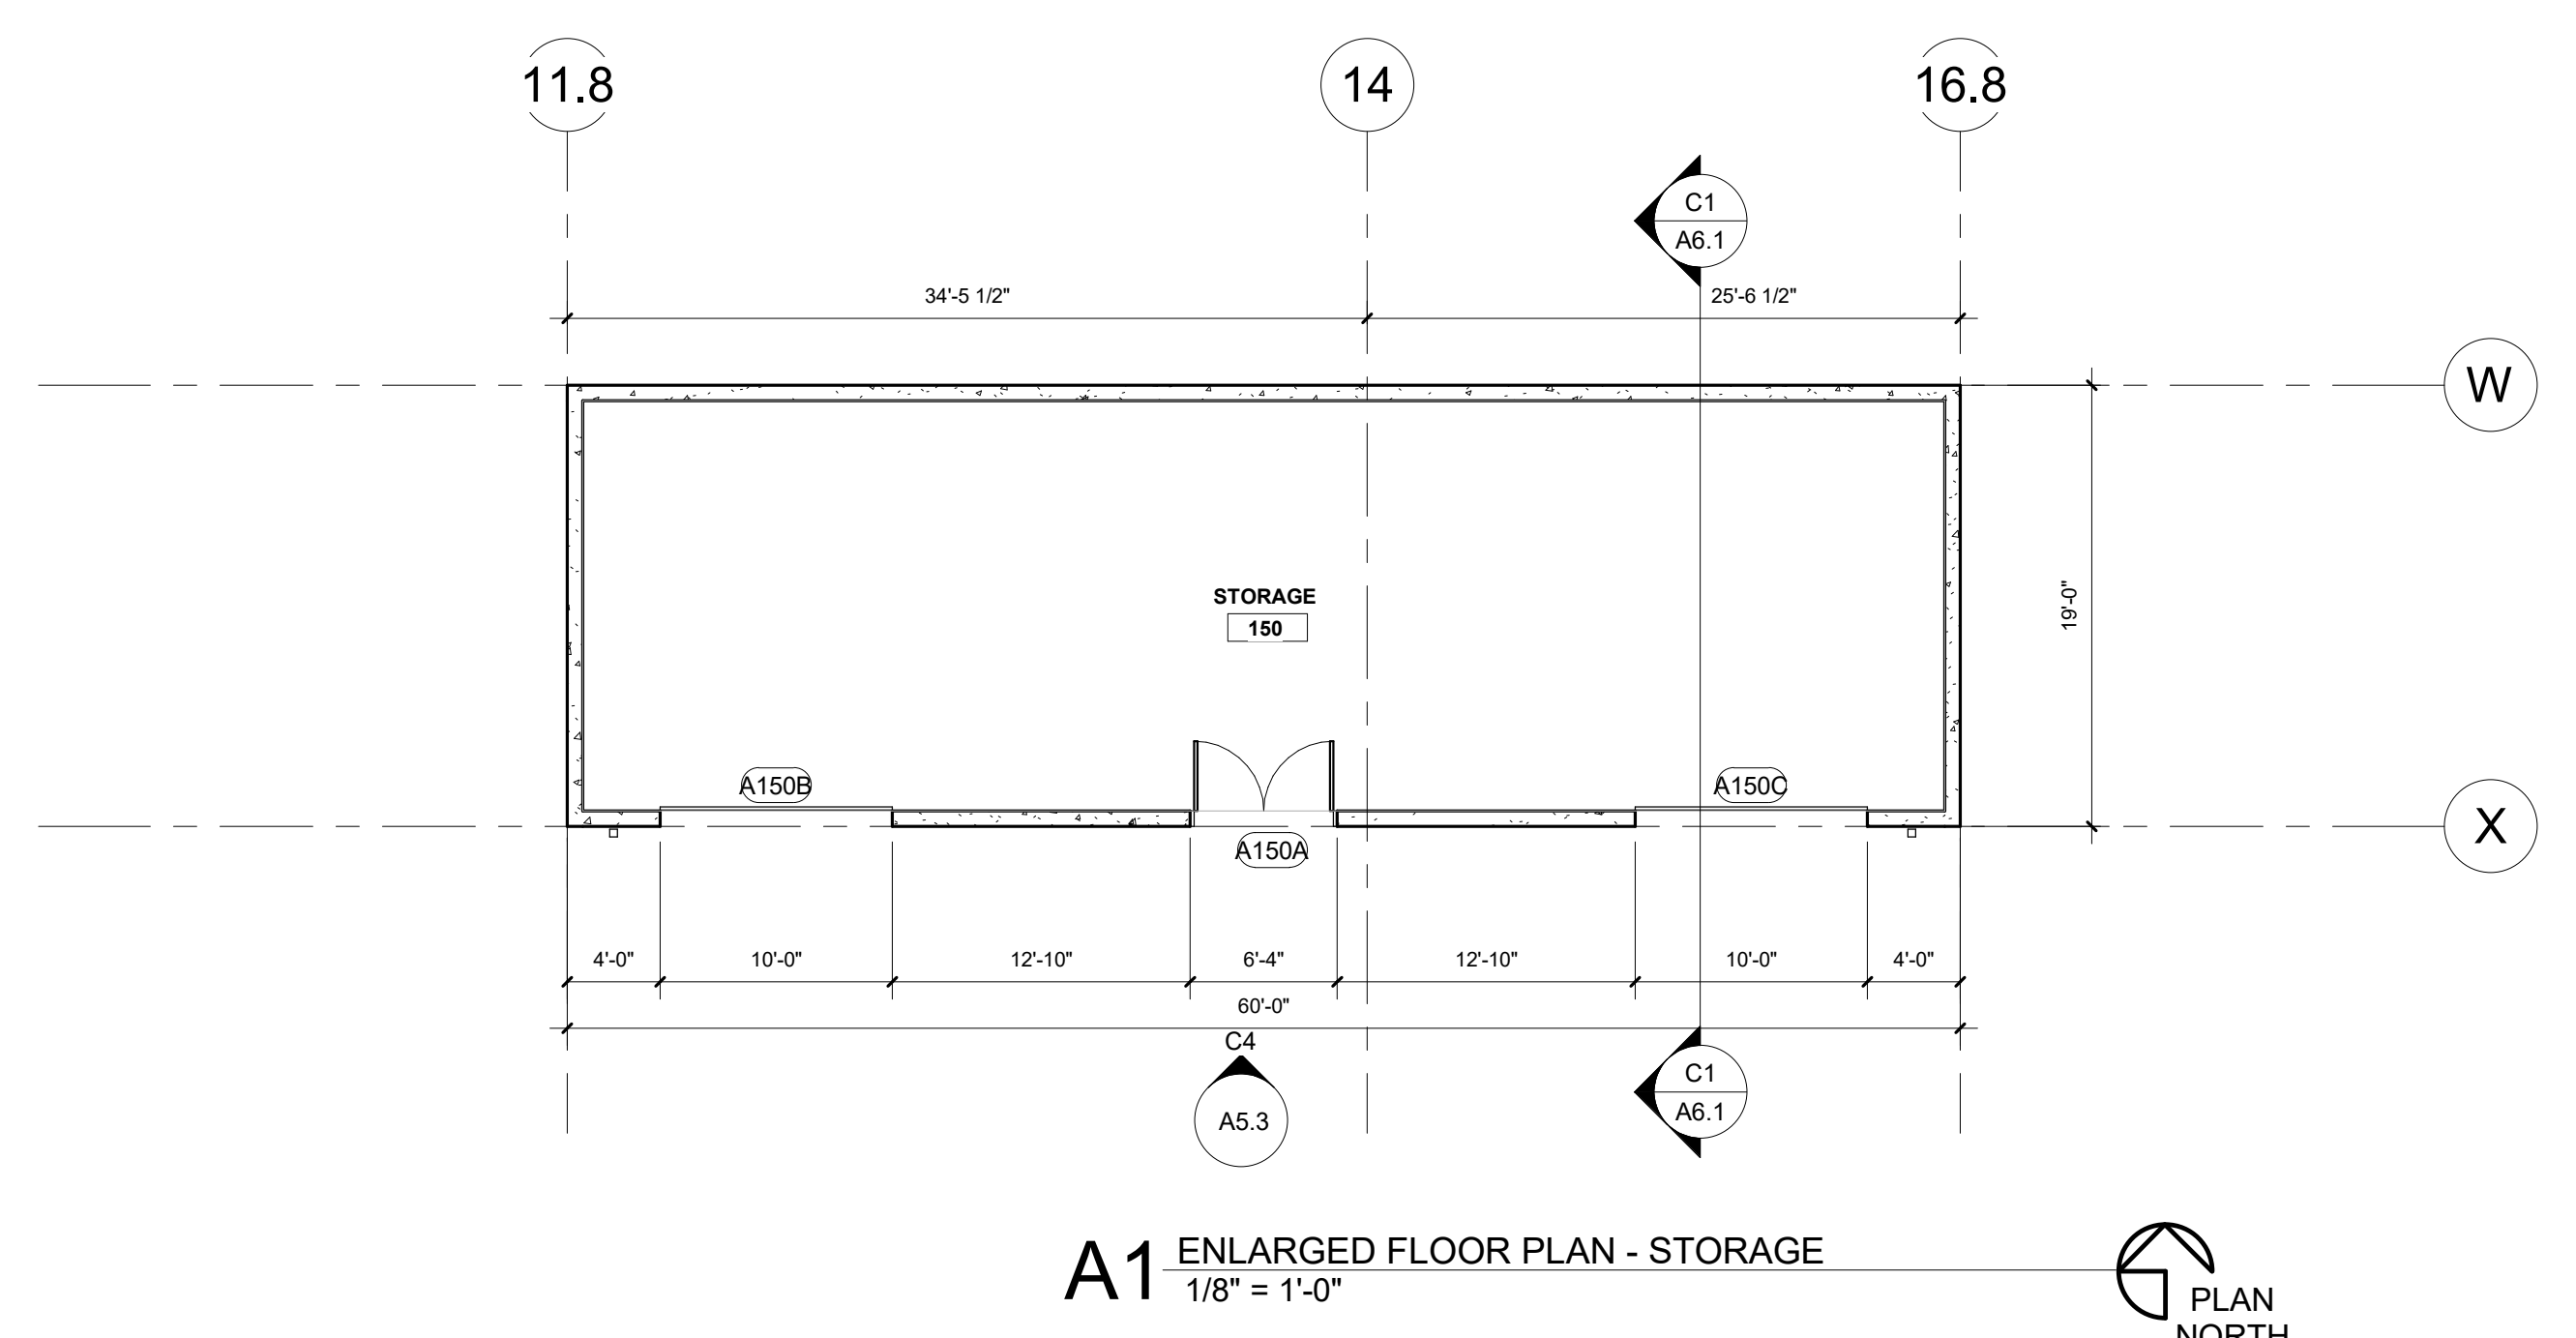 11.8
14
16.8
C1
A6.1
34'-5 1/2"
25'-6 1/2"
W
19'-0"
STORAGE
150
A150B
A150C
X
A150A
4'-0"
10'-0"
12'-10"
6'-4"
12'-10"
10'-0"
4'-0"
60'-0"
C4
A5.3
C1
A6.1
A1
ENLARGED FLOOR PLAN - STORAGE
1/8" = 1'-0"
PLAN
NORTH